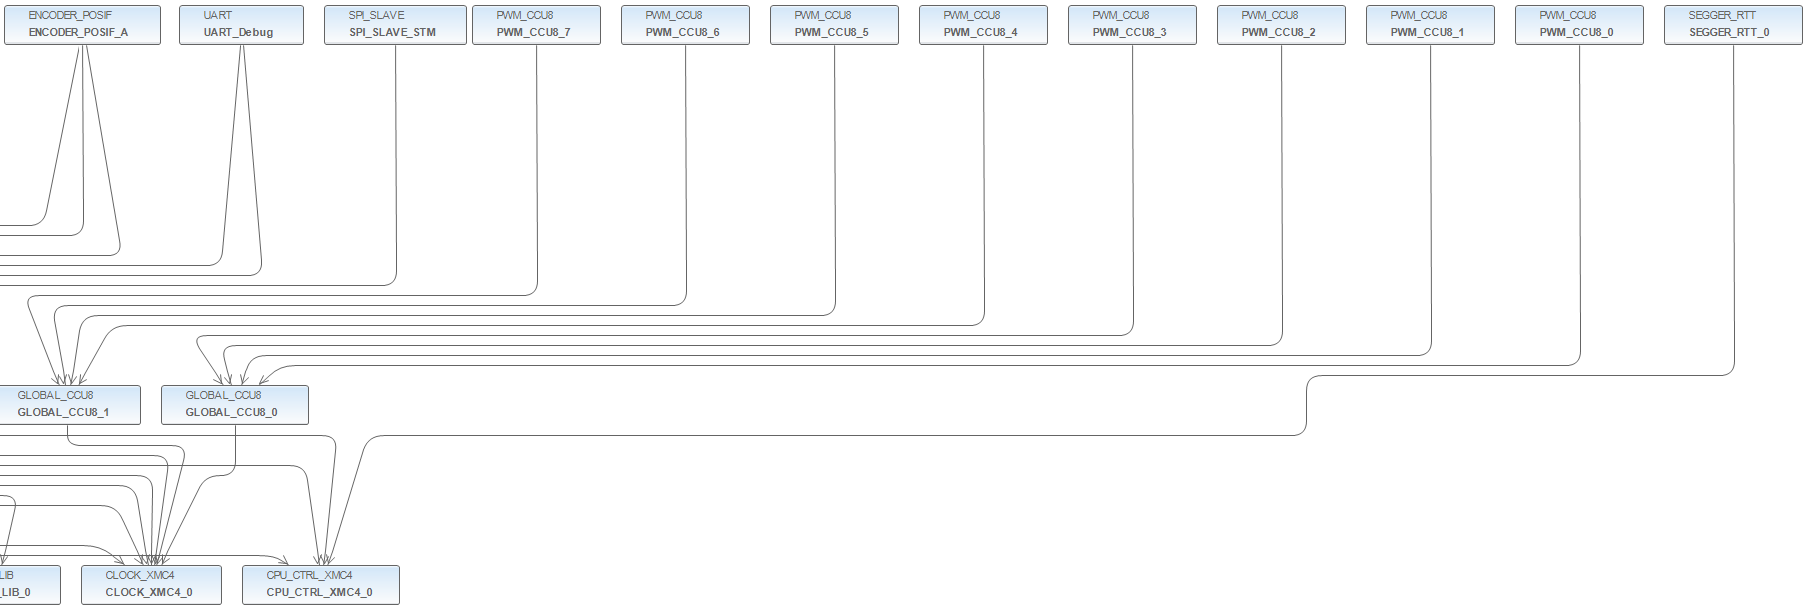 ENCODER_POSIF
ENCODER_POSIF_A
UART
UART_Debug
SPI_SLAVE
SPI_SLAVE_STM
PWM_CCU8
PWM_CCU8_7
PWM_CCU8
PWM_CCU8_6
PWM_CCU8
PWM_CCU8_5
PWM_CCU8
PWM_CCU8_4
PWM_CCU8
PWM_CCU8_3
PWM_CCU8
PWM_CCU8_2
PWM_CCU8
PWM_CCU8_1
PWM_CCU8
PWM_CCU8_0
SEGGER_RTT
SEGGER_RTT_0
GLOBAL_CCU8
GLOBAL_CCU8_1
GLOBAL_CCU8
GLOBAL_CCU8_0
LIB
_LIB_0
CLOCK_XMC4
CLOCK_XMC4_0
CPU_CTRL_XMC4
CPU_CTRL_XMC4_0